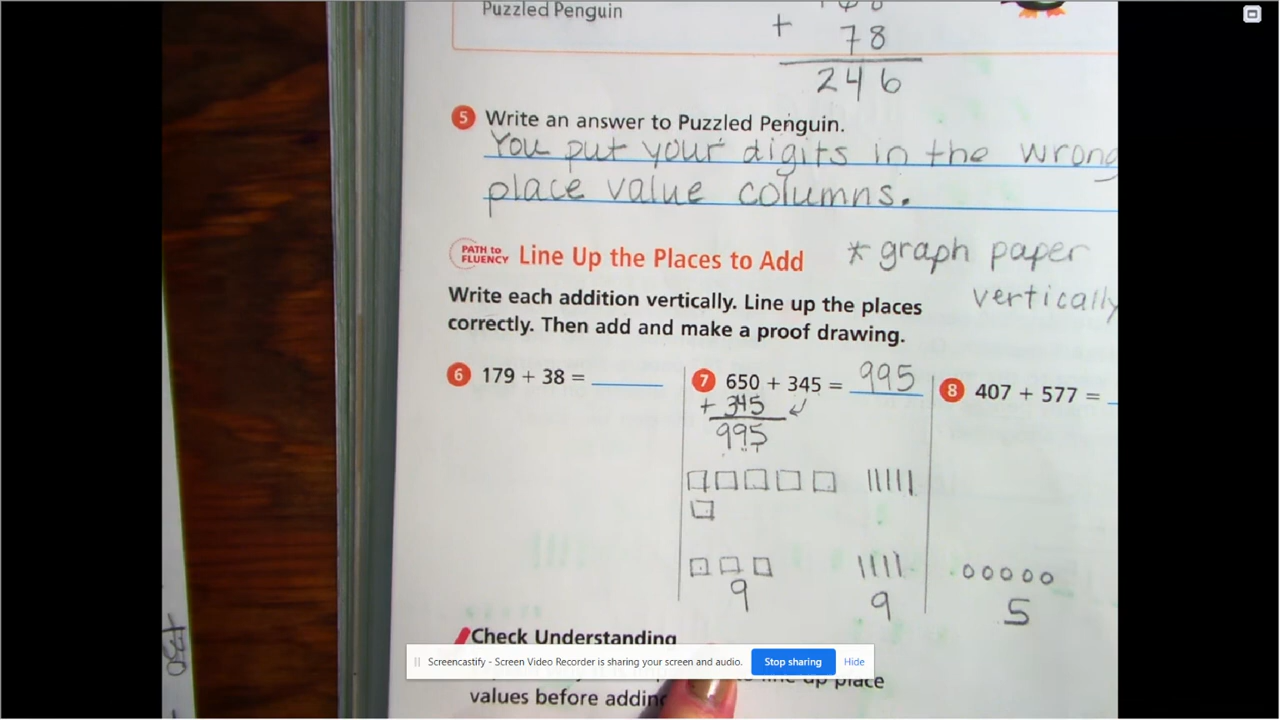 Puzzled Penguin
+ 78
246
5 Write an answer to Puzzled Penguin.
You put your digits in the wrong
place value columns.
PATH to FLUENCY Line Up the Places to Add
* graph paper
vertically
Write each addition vertically. Line up the places
correctly. Then add and make a proof drawing.
6 179 + 38 =
7 650 + 345 = 995
+ 345
995
8 407 + 577 =
9 9 5
Check Understanding
Screencastify - Screen Video Recorder is sharing your screen and audio. Stop sharing Hide
line up place
values before adding